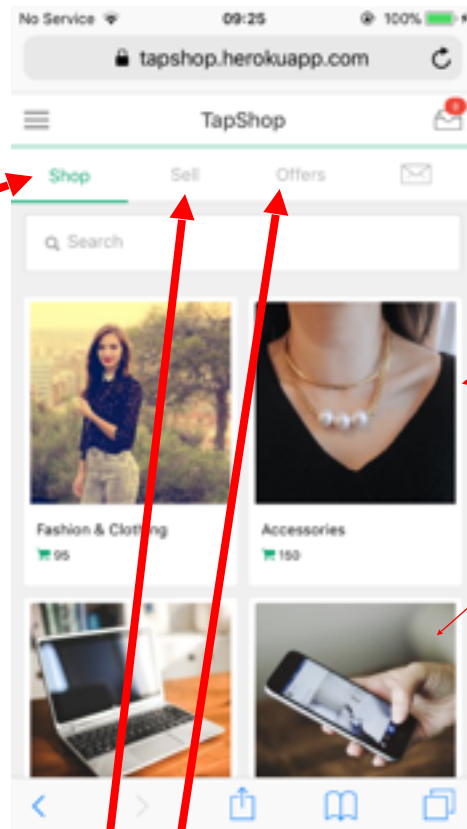 No Service 09:25 100%
tapshop.herokuapp.com
TapShop
Shop Sell Offers
Search
Fashion & Clothing
95
Accessories
150